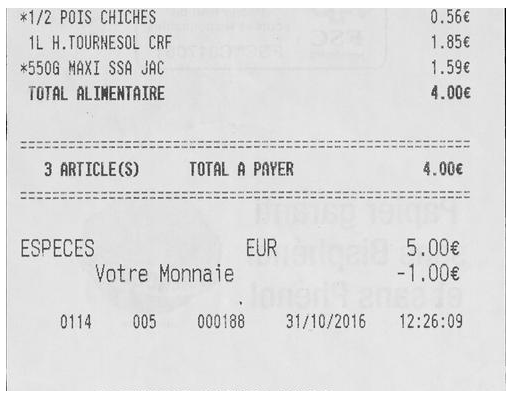 *1/2 POIS CHICHES 0.56€
1L H.TOURNESOL CRF 1.85€
*550G MAXI SSA JAC 1.59€
TOTAL ALIMENTAIRE 4.00€
==========================================
3 ARTICLE(S) TOTAL A PAYER 4.00€
==========================================
ESPECES EUR 5.00€
Votre Monnaie -1.00€
0114 005 000188 31/10/2016 12:26:09